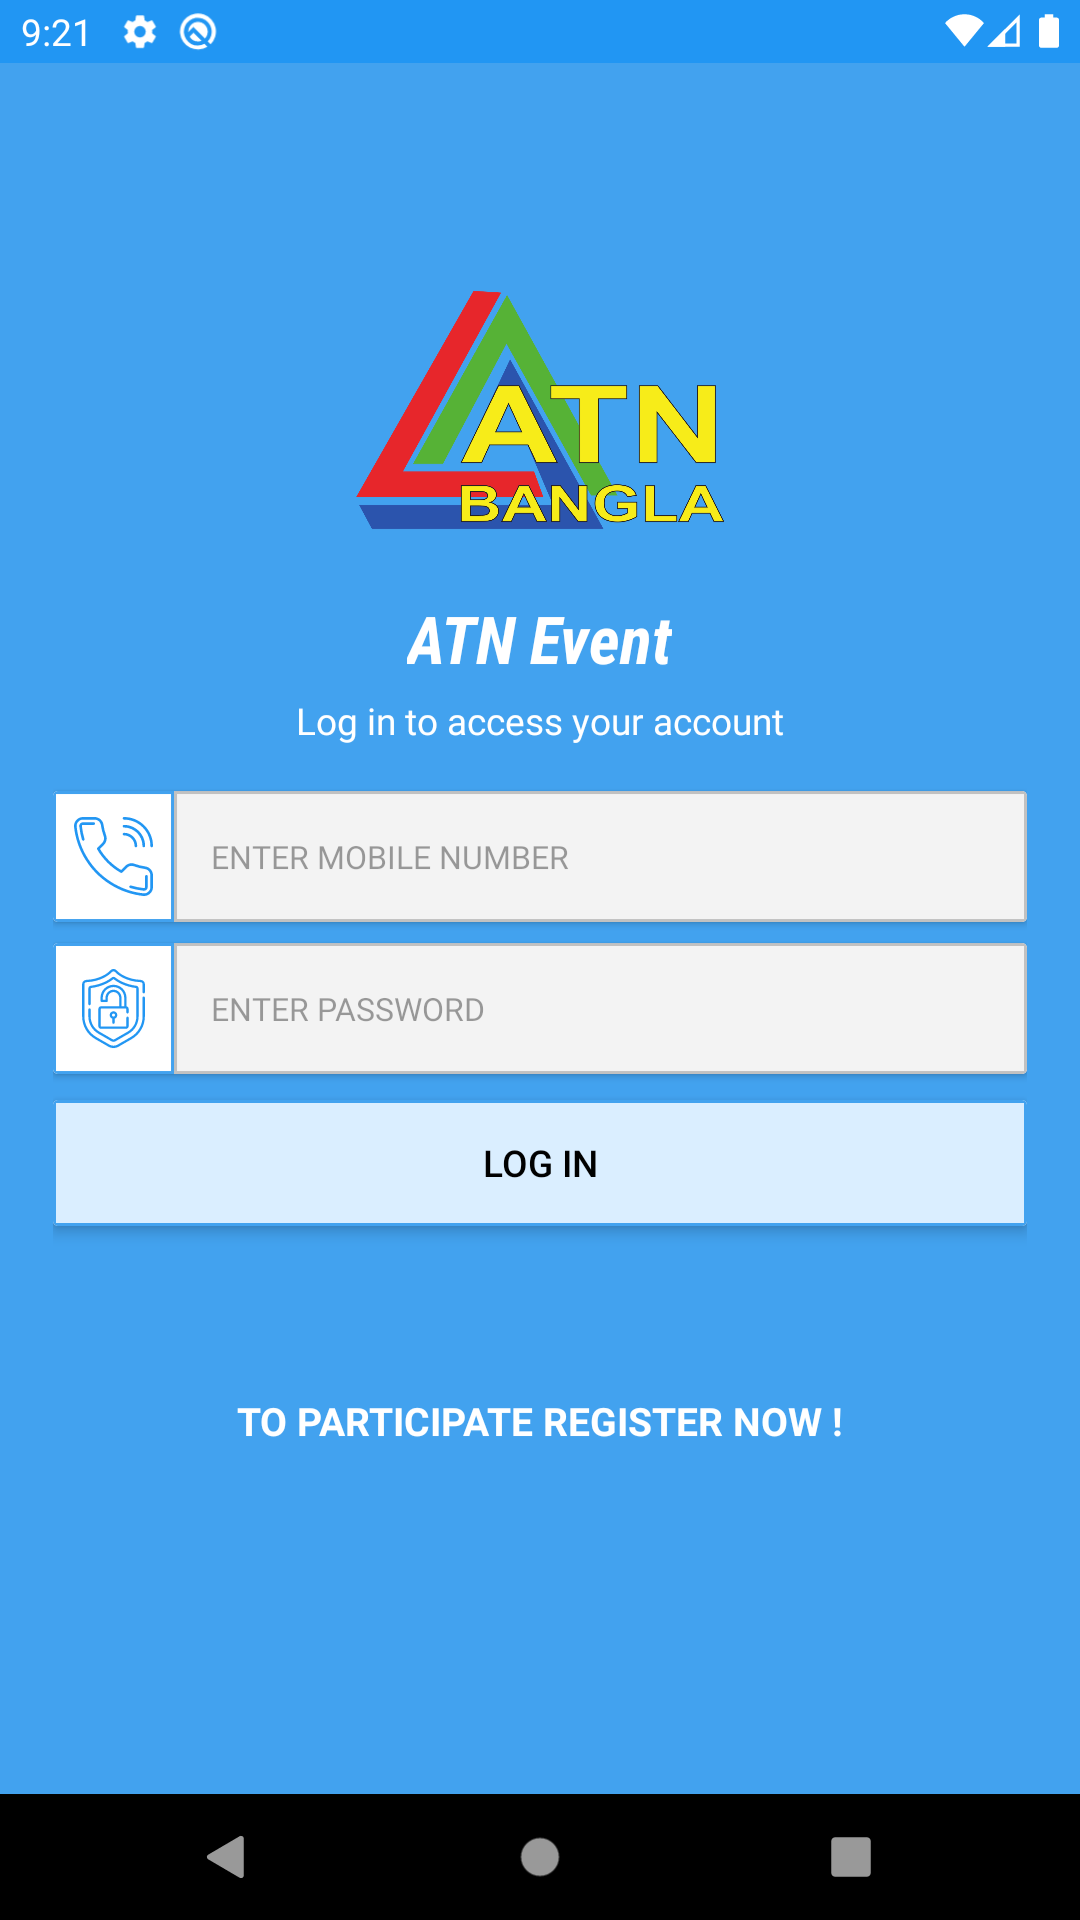 9:21
ATN
BANGLA
ATN Event
Log in to access your account
ENTER MOBILE NUMBER
ENTER PASSWORD
LOG IN
TO PARTICIPATE REGISTER NOW !